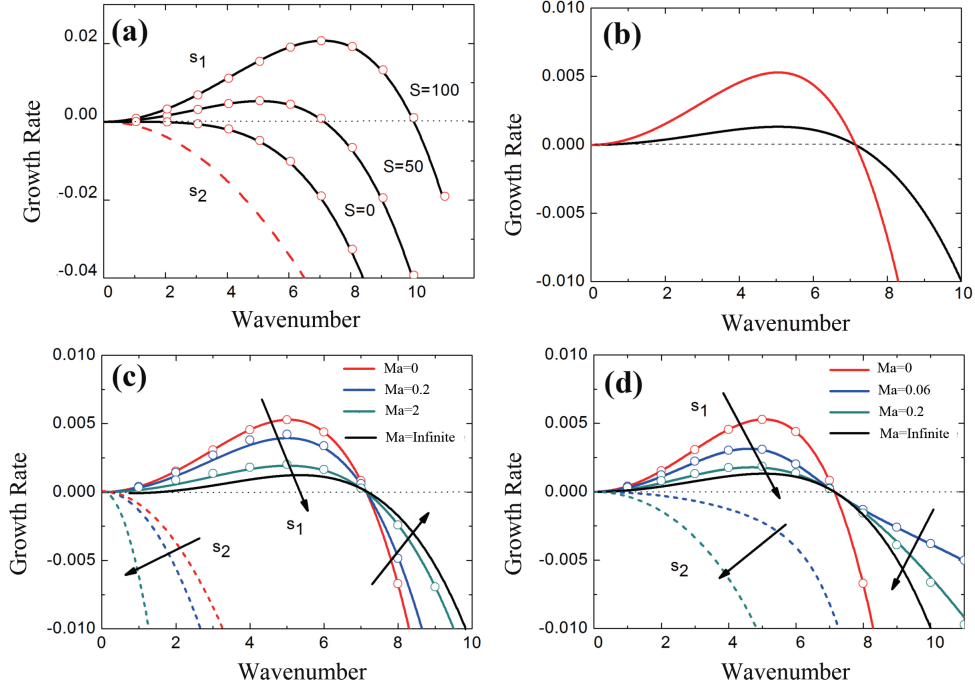 (a)
s1
S=100
S=50
S=0
s2
0.02
0.00
-0.02
-0.04
0 2 4 6 8 10
Growth Rate
Wavenumber
(b)
0.010
0.005
0.000
-0.005
-0.010
0 2 4 6 8 10
Growth Rate
Wavenumber
(c)
Ma=0
Ma=0.2
Ma=2
Ma=Infinite
s1
s2
0.010
0.005
0.000
-0.005
-0.010
0 2 4 6 8 10
Growth Rate
Wavenumber
(d)
Ma=0
Ma=0.06
Ma=0.2
Ma=Infinite
s1
s2
0.010
0.005
0.000
-0.005
-0.010
0 2 4 6 8 10
Growth Rate
Wavenumber